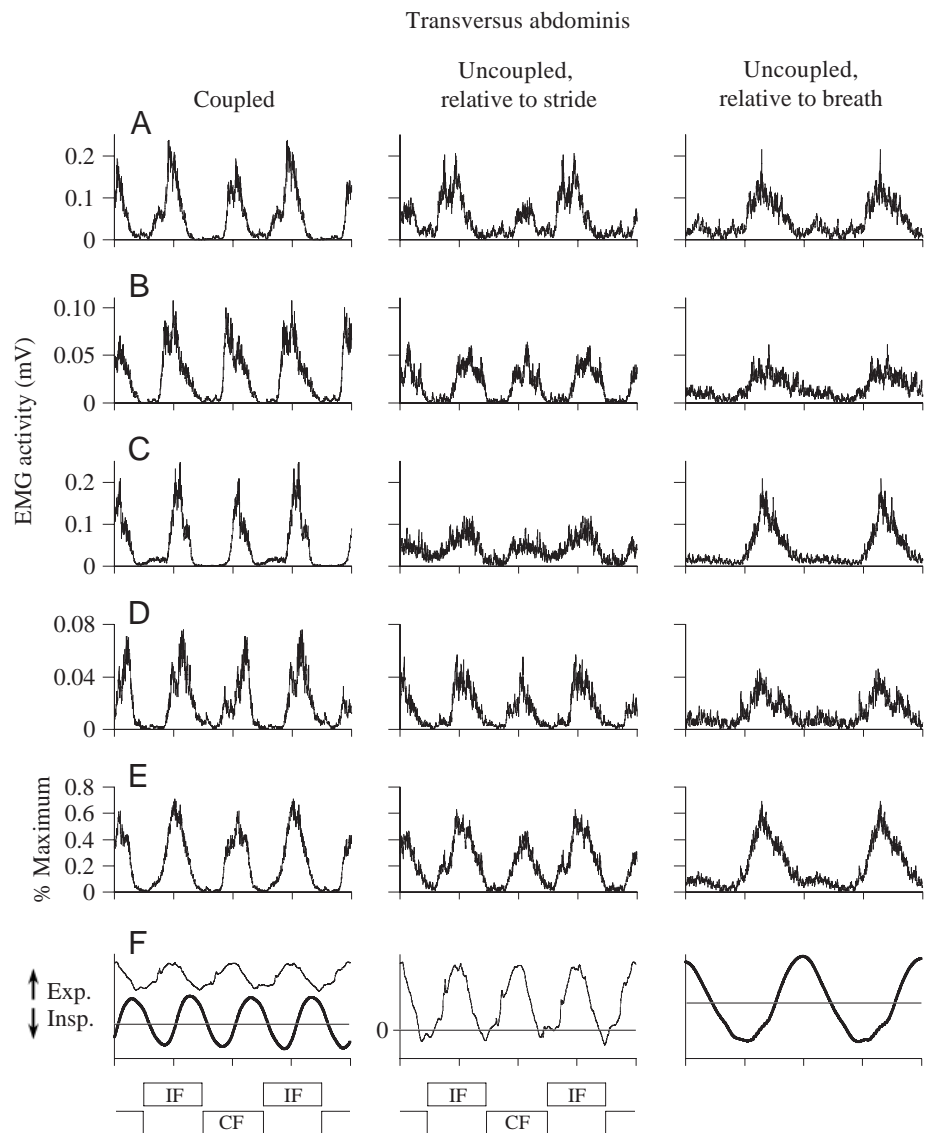 Transversus abdominis
Coupled
Uncoupled,
relative to stride
Uncoupled,
relative to breath
A
0.2
0.1
0
B
0.10
0.05
0
EMG activity (mV)
C
0.2
0.1
0
D
0.08
0.04
0
E
0.8
0.6
0.4
0.2
0
% Maximum
F
Exp.
Insp.
0
IF
IF
CF
IF
IF
CF